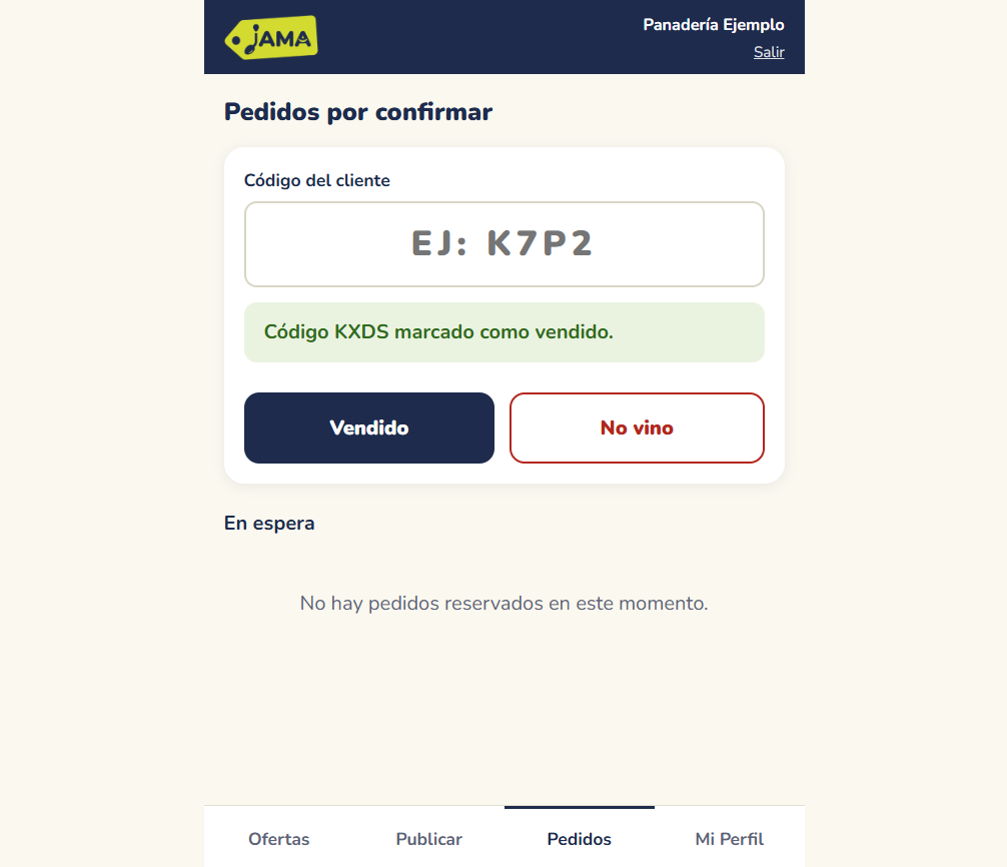 JAMA
Panadería Ejemplo
Salir
Pedidos por confirmar
Código del cliente
EJ: K7P2
Código KXDS marcado como vendido.
Vendido
No vino
En espera
No hay pedidos reservados en este momento.
Ofertas
Publicar
Pedidos
Mi Perfil